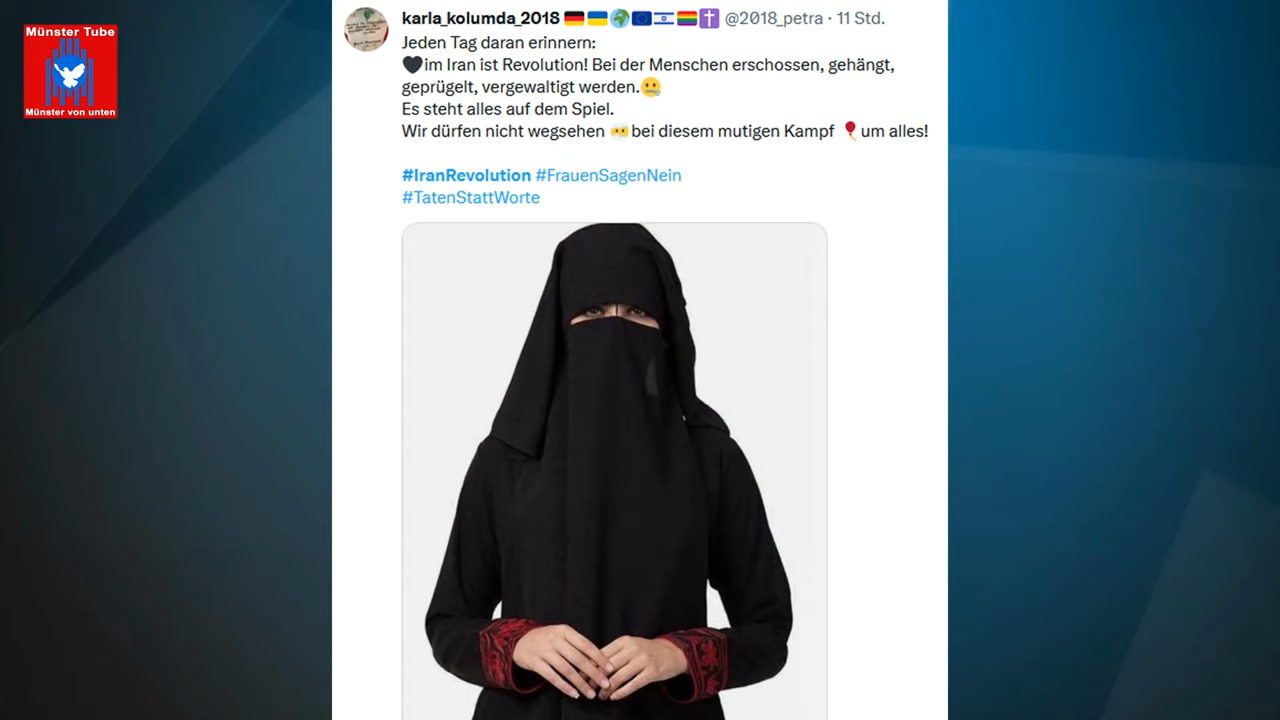 Münster Tube
Münster von unten
karla_kolumda_2018 🇩🇪🇺🇦🌍🇪🇺🇮🇱🏳️‍🌈✝️ @2018_petra · 11 Std.
Jeden Tag daran erinnern:
🖤im Iran ist Revolution! Bei der Menschen erschossen, gehängt,
geprügelt, vergewaltigt werden.🤐
Es steht alles auf dem Spiel.
Wir dürfen nicht wegsehen 😶‍🌫️bei diesem mutigen Kampf 🎈um alles!
#IranRevolution #FrauenSagenNein
#TatenStattWorte